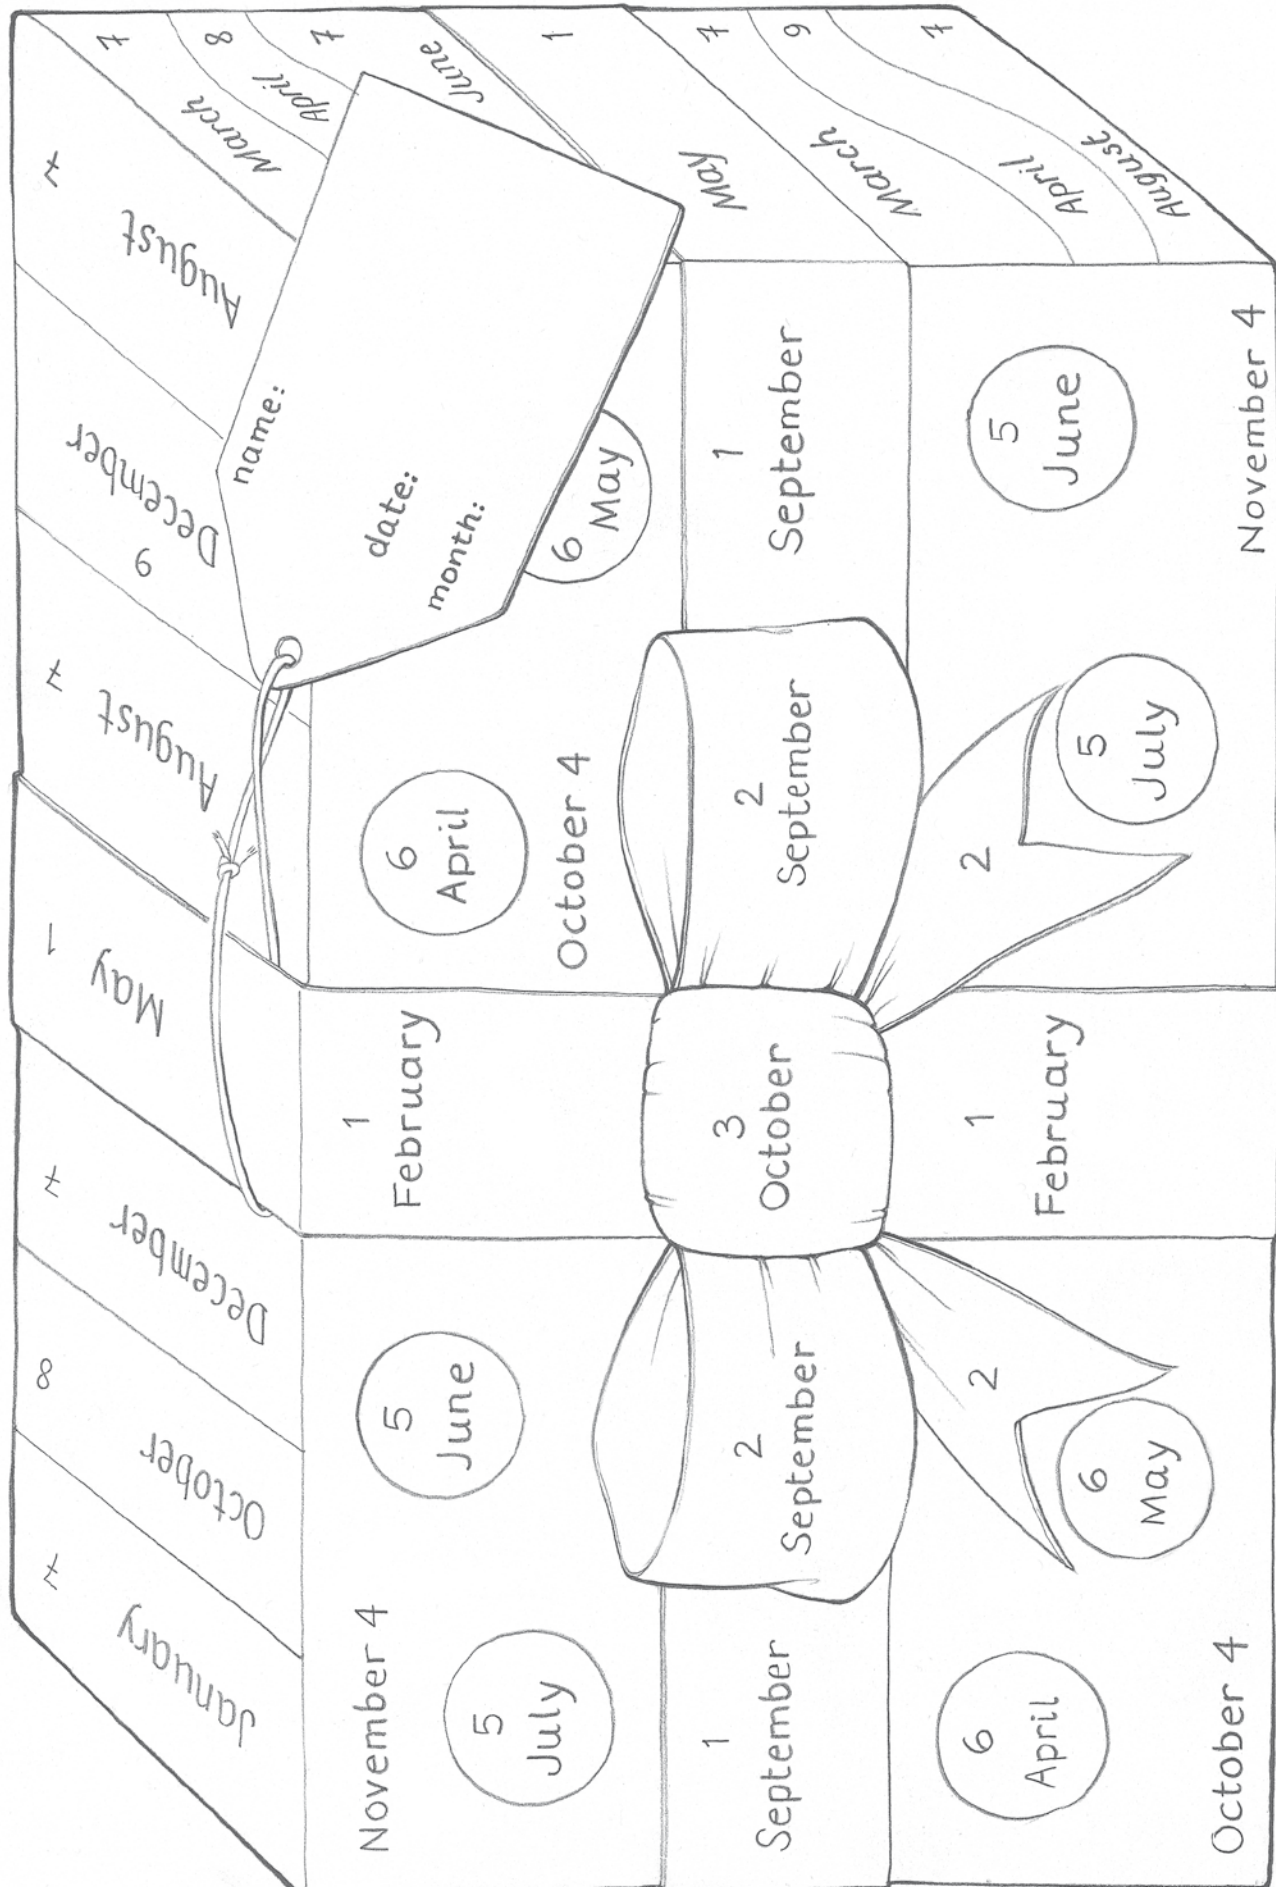 7
January
8
October
7
December
1
May
7
August
9
December
7
August
7
March
8
April
7
June
1
May
7
March
9
April
7
August
name:
date:
month:
November 4
5
June
5
July
1
February
6
April
October 4
6
May
1
September
2
September
3
October
2
September
1
September
6
April
6
May
October 4
2
1
February
2
5
July
5
June
November 4